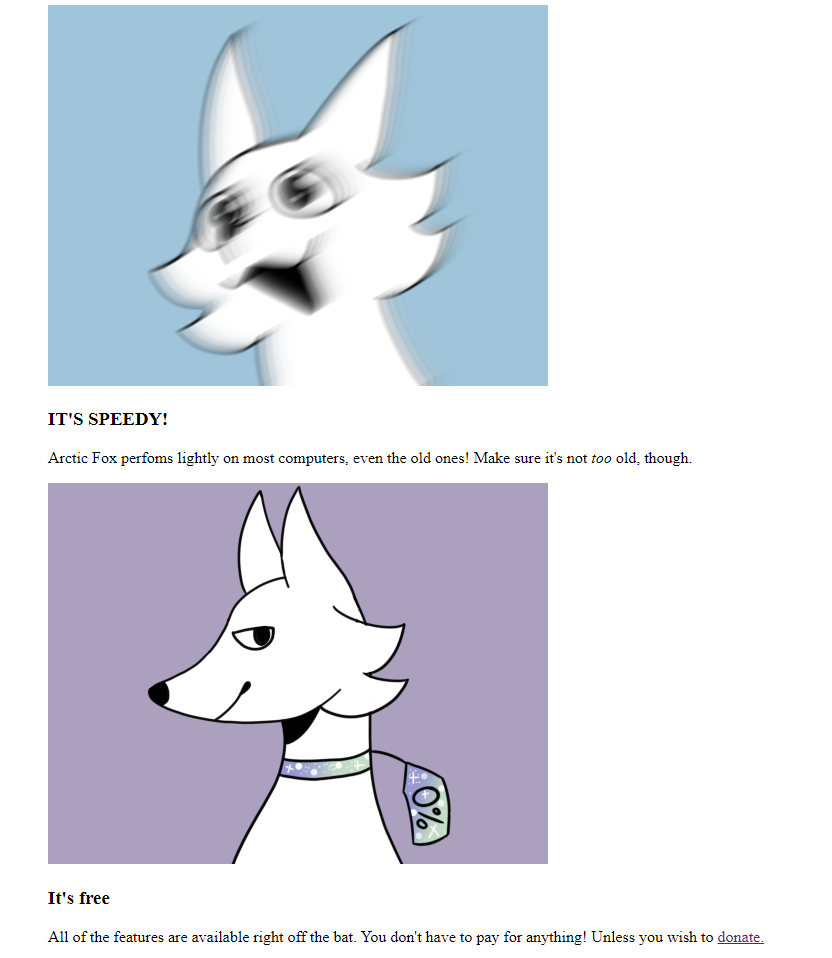 IT'S SPEEDY!
Arctic Fox perfoms lightly on most computers, even the old ones! Make sure it's not too old, though.
0%
It's free
All of the features are available right off the bat. You don't have to pay for anything! Unless you wish to donate.